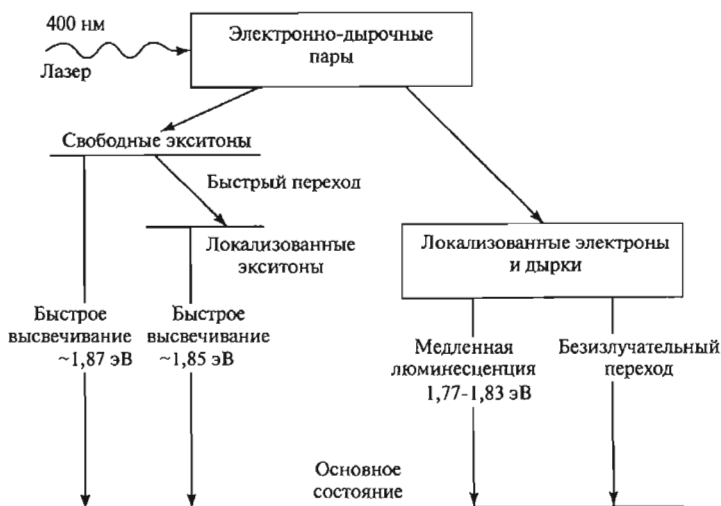 400 нм
Лазер
Электронно-дырочные
пары
Свободные экситоны
Быстрый переход
Локализованные
экситоны
Локализованные электроны
и дырки
Быстрое
высвечивание
~1,87 эВ
Быстрое
высвечивание
~1,85 эВ
Медленная
люминесценция
1,77-1,83 эВ
Безизлучательный
переход
Основное
состояние